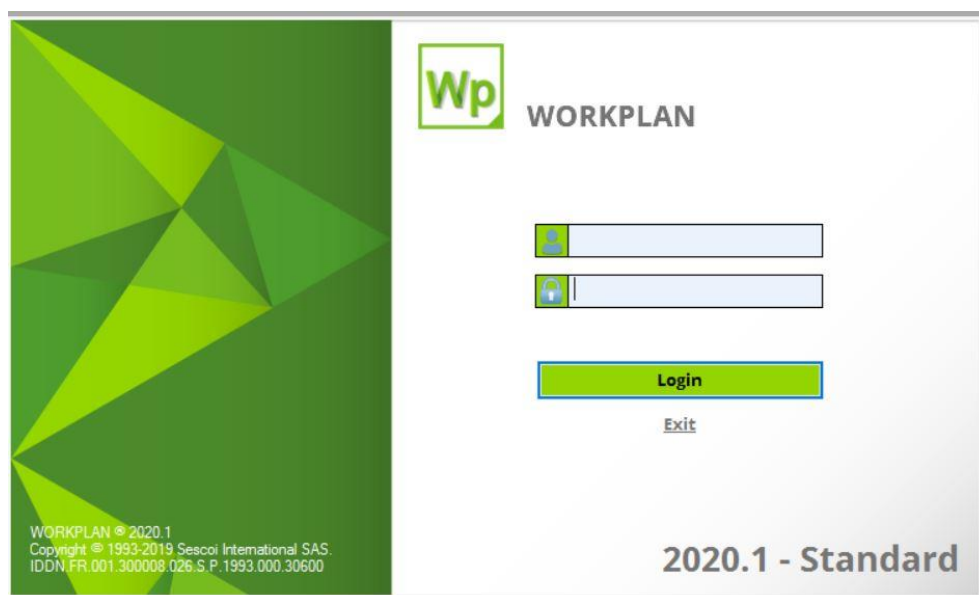 Wp
WORKPLAN
Login
Exit
WORKPLAN ® 2020.1
Copyright © 1993-2019 Sescoi International SAS.
IDDN.FR.001.300008.026.S.P.1993.000.30600
2020.1 - Standard